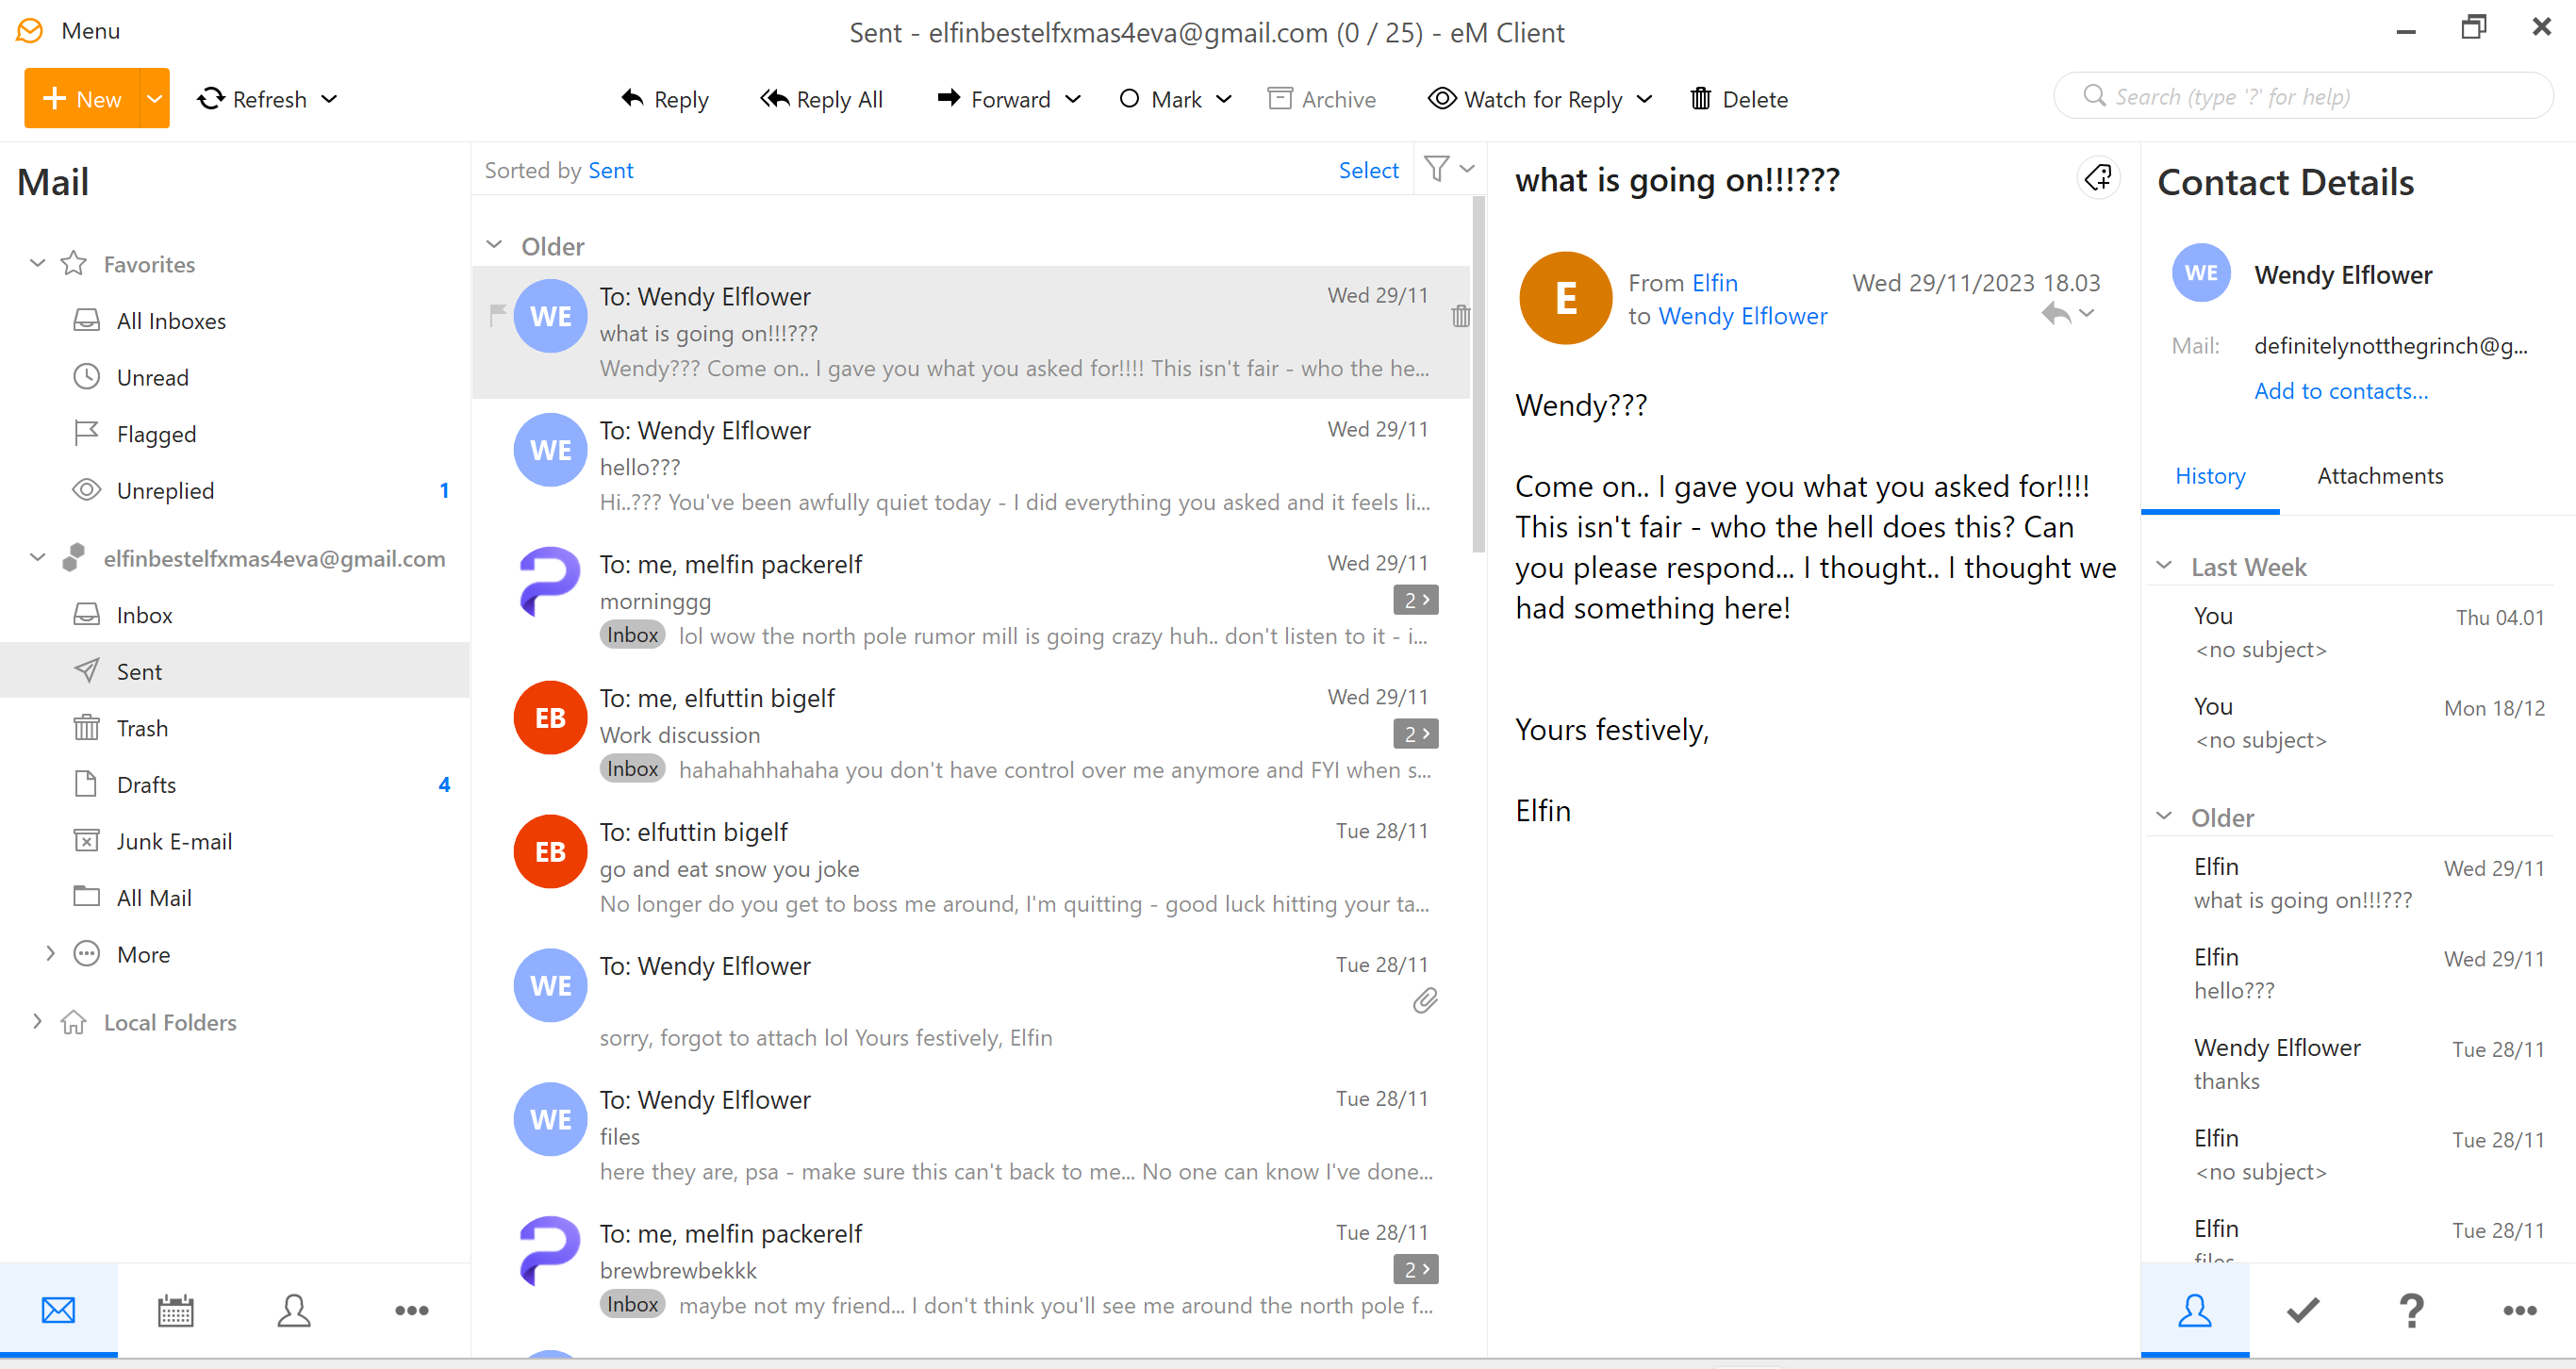 Menu
Sent - elfinbestelfxmas4eva@gmail.com (0 / 25) - eM Client
New
Refresh
Reply
Reply All
Forward
Mark
Archive
Watch for Reply
Delete
Search (type '?' for help)
Mail
Favorites
All Inboxes
Unread
Flagged
Unreplied 1
elfinbestelfxmas4eva@gmail.com
Inbox
Sent
Trash
Drafts 4
Junk E-mail
All Mail
More
Local Folders
Sorted by Sent
Select
Older
WE
To: Wendy Elflower Wed 29/11
what is going on!!!???
Wendy??? Come on.. I gave you what you asked for!!!! This isn't fair - who the he...
WE
To: Wendy Elflower Wed 29/11
hello???
Hi..??? You've been awfully quiet today - I did everything you asked and it feels li...
To: me, melfin packerelf Wed 29/11
morninggg 2
Inbox lol wow the north pole rumor mill is going crazy huh.. don't listen to it - i...
EB
To: me, elfuttin bigelf Wed 29/11
Work discussion 2
Inbox hahahahhahaha you don't have control over me anymore and FYI when s...
EB
To: elfuttin bigelf Tue 28/11
go and eat snow you joke
No longer do you get to boss me around, I'm quitting - good luck hitting your ta...
WE
To: Wendy Elflower Tue 28/11
sorry, forgot to attach lol Yours festively, Elfin
WE
To: Wendy Elflower Tue 28/11
files
here they are, psa - make sure this can't back to me... No one can know I've done...
To: me, melfin packerelf Tue 28/11
brewbrewbekkk 2
Inbox maybe not my friend... I don't think you'll see me around the north pole f...
what is going on!!!???
E
From Elfin Wed 29/11/2023 18.03
to Wendy Elflower
Wendy???
Come on.. I gave you what you asked for!!!!
This isn't fair - who the hell does this? Can
you please respond... I thought.. I thought we
had something here!
Yours festively,
Elfin
Contact Details
WE
Wendy Elflower
Mail: definitelynotthegrinch@g...
Add to contacts...
History
Attachments
Last Week
You Thu 04.01
<no subject>
You Mon 18/12
<no subject>
Older
Elfin Wed 29/11
what is going on!!!???
Elfin Wed 29/11
hello???
Wendy Elflower Tue 28/11
thanks
Elfin Tue 28/11
<no subject>
Elfin Tue 28/11
files